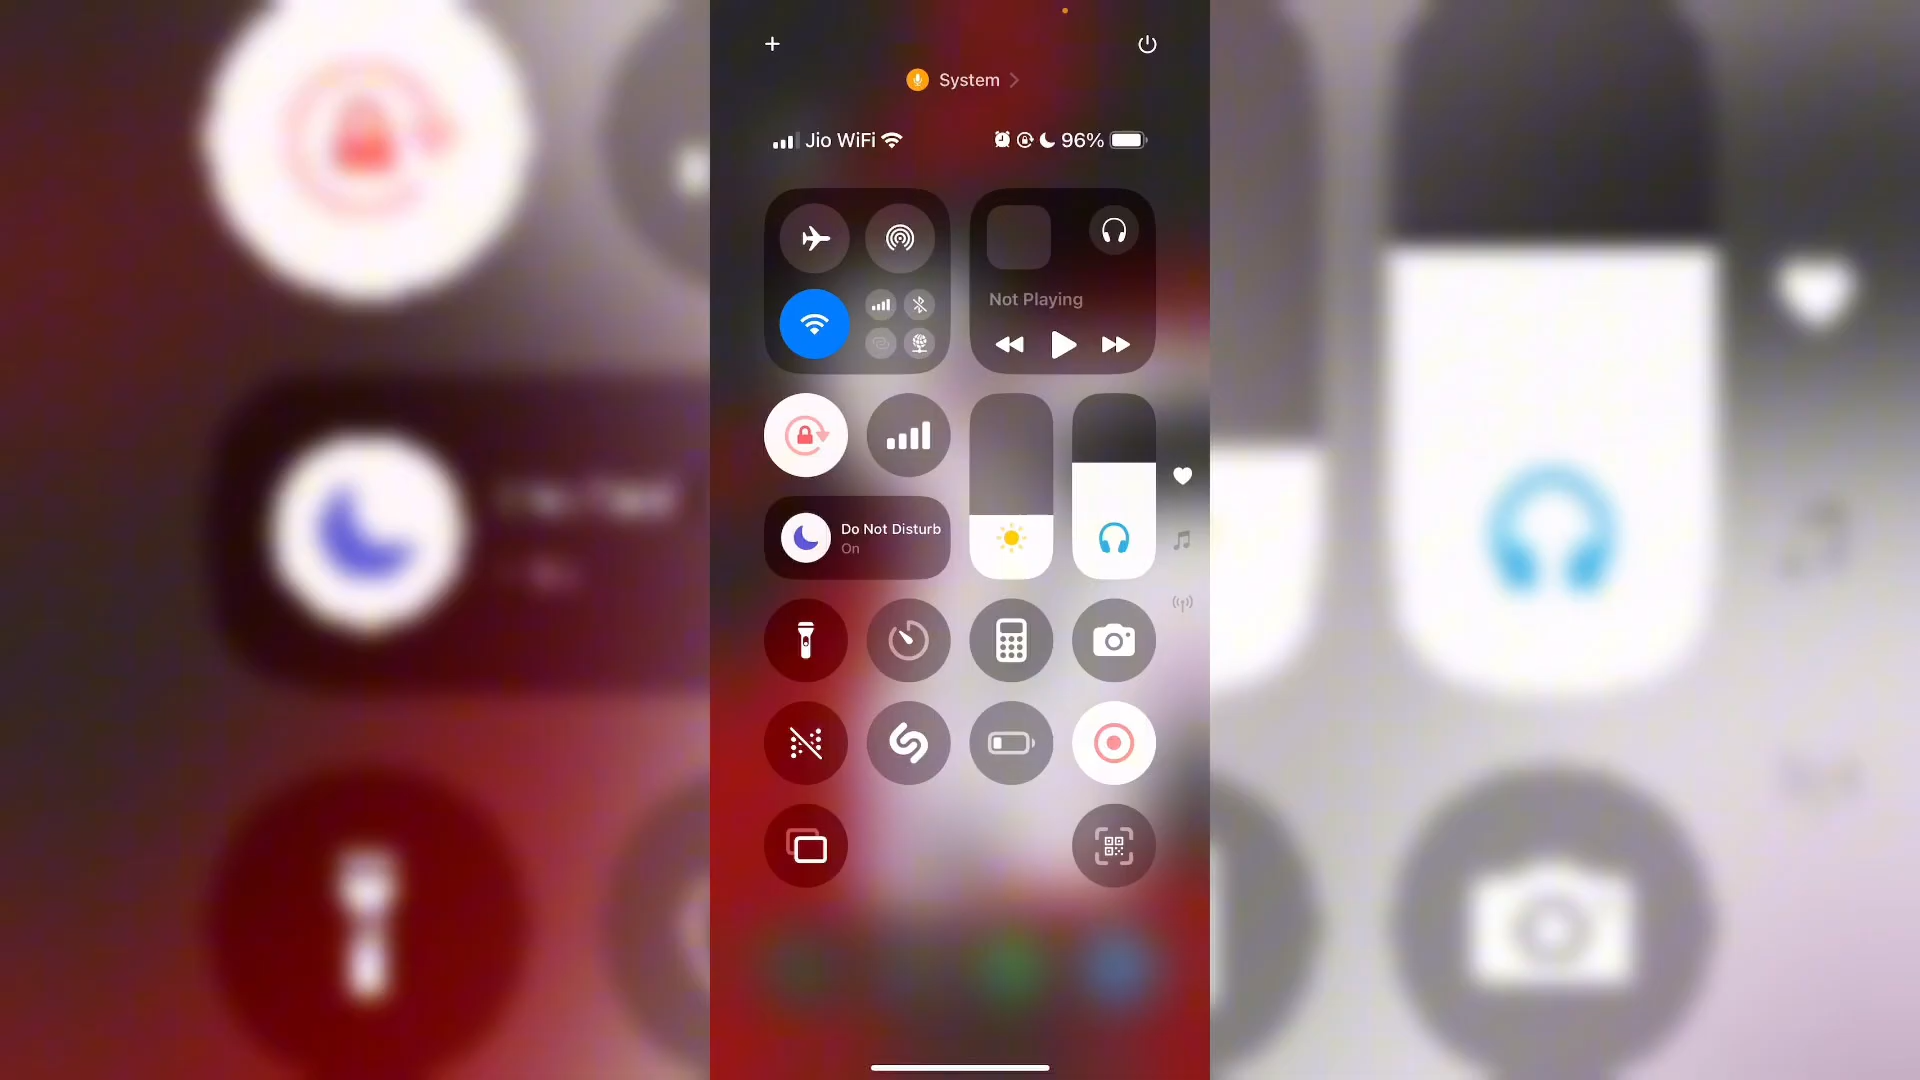 System
Jio WiFi 96%
Not Playing
Do Not Disturb
On